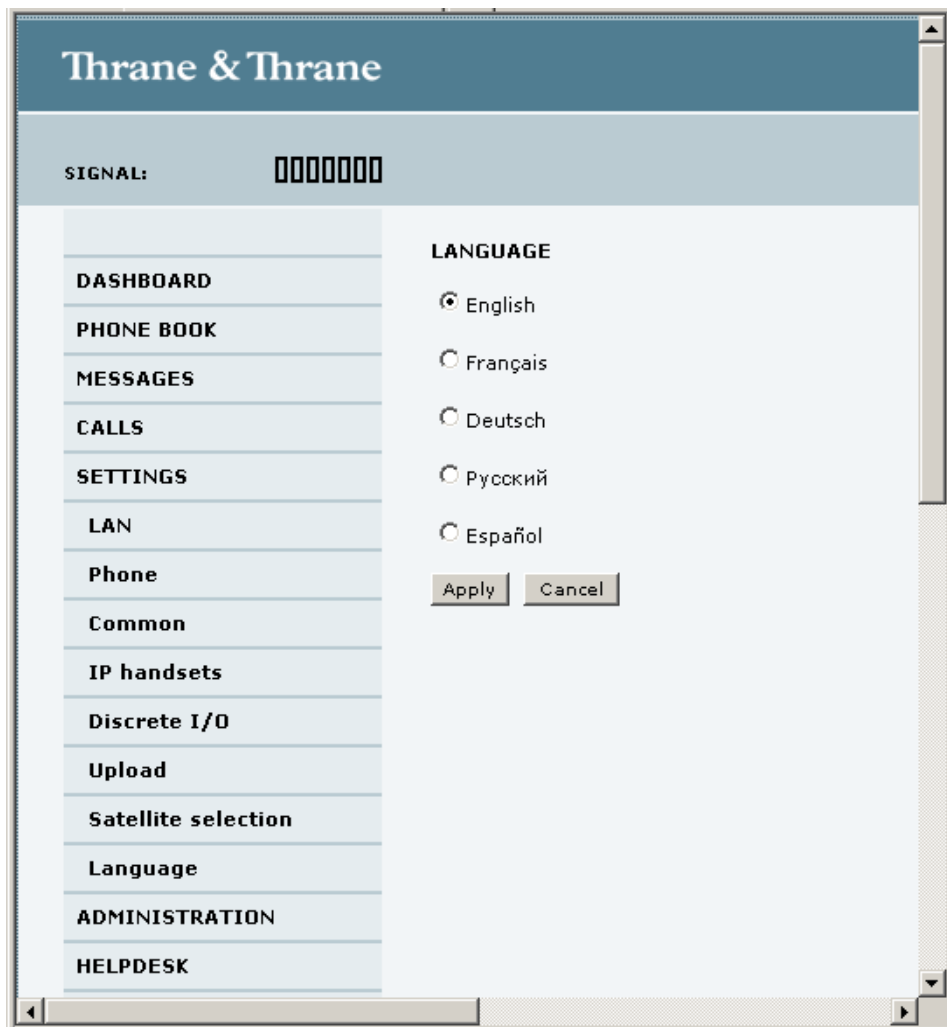 Thrane & Thrane
SIGNAL:
DASHBOARD
PHONE BOOK
MESSAGES
CALLS
SETTINGS
LAN
Phone
Common
IP handsets
Discrete I/O
Upload
Satellite selection
Language
ADMINISTRATION
HELPDESK
LANGUAGE
English
Français
Deutsch
Русский
Español
Apply Cancel